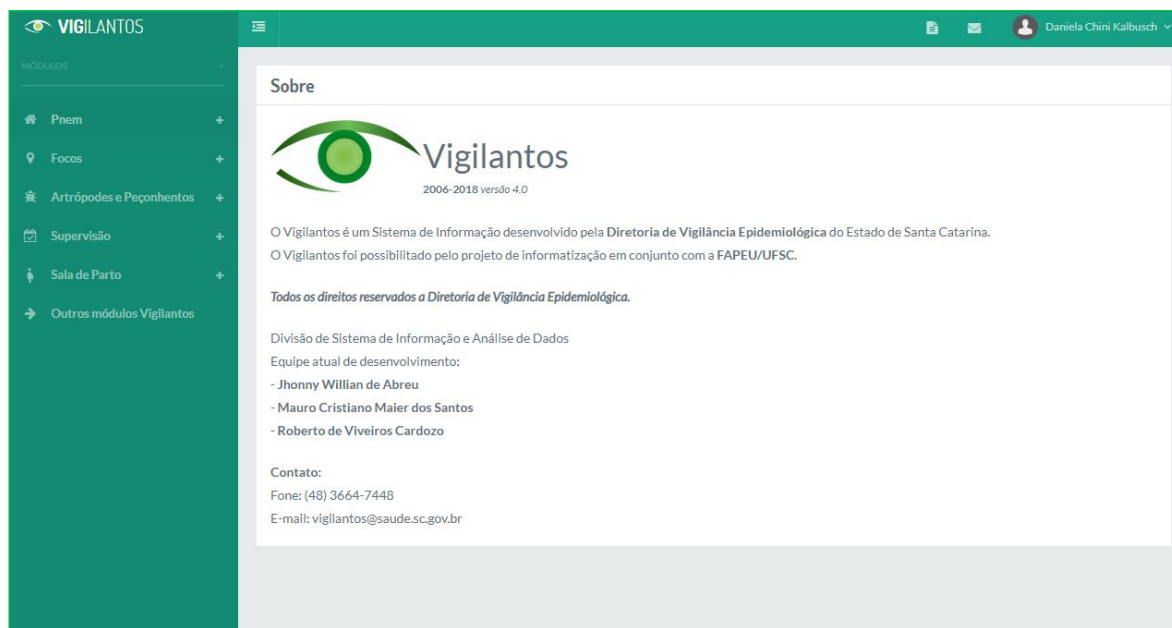 VIGILANTOS
Daniela Chini Kalbusch
MÓDULOS
Pnem
Focos
Artrópodes e Peçonhentos
Supervisão
Sala de Parto
Outros módulos Vigilantos
Sobre
Vigilantos
2006-2018 versão 4.0
O Vigilantos é um Sistema de Informação desenvolvido pela Diretoria de Vigilância Epidemiológica do Estado de Santa Catarina.
O Vigilantos foi possibilitado pelo projeto de informatização em conjunto com a FAPEU/UFSC.
Todos os direitos reservados a Diretoria de Vigilância Epidemiológica.
Divisão de Sistema de Informação e Análise de Dados
Equipe atual de desenvolvimento:
- Jhonny Willian de Abreu
- Mauro Cristiano Maier dos Santos
- Roberto de Viveiros Cardozo
Contato:
Fone: (48) 3664-7448
E-mail: vigilantos@saude.sc.gov.br